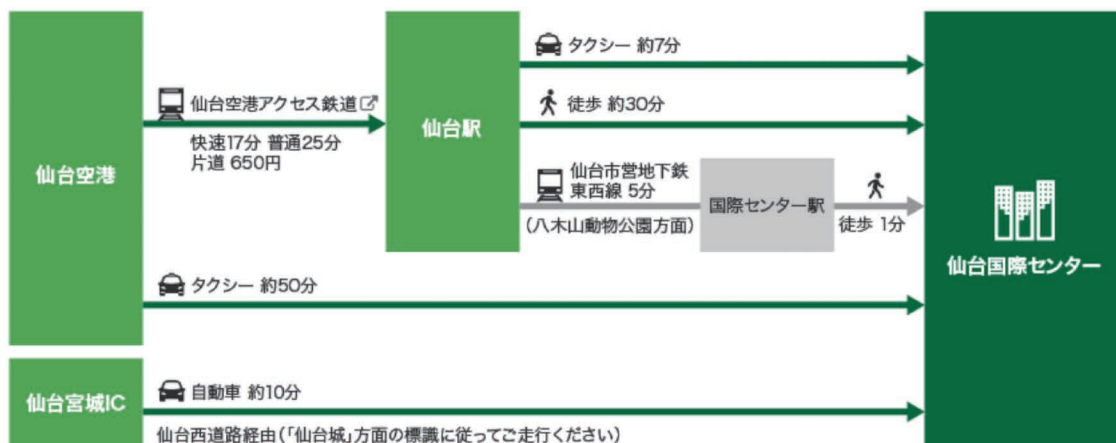 仙台空港
仙台空港アクセス鉄道
快速17分 普通25分
片道 650円
仙台駅
タクシー 約7分
徒歩 約30分
仙台市営地下鉄
東西線 5分
(八木山動物公園方面)
国際センター駅
徒歩 1分
タクシー 約50分
仙台国際センター
仙台宮城IC
自動車 約10分
仙台西道路経由(「仙台城」方面の標識に従ってご走行ください)